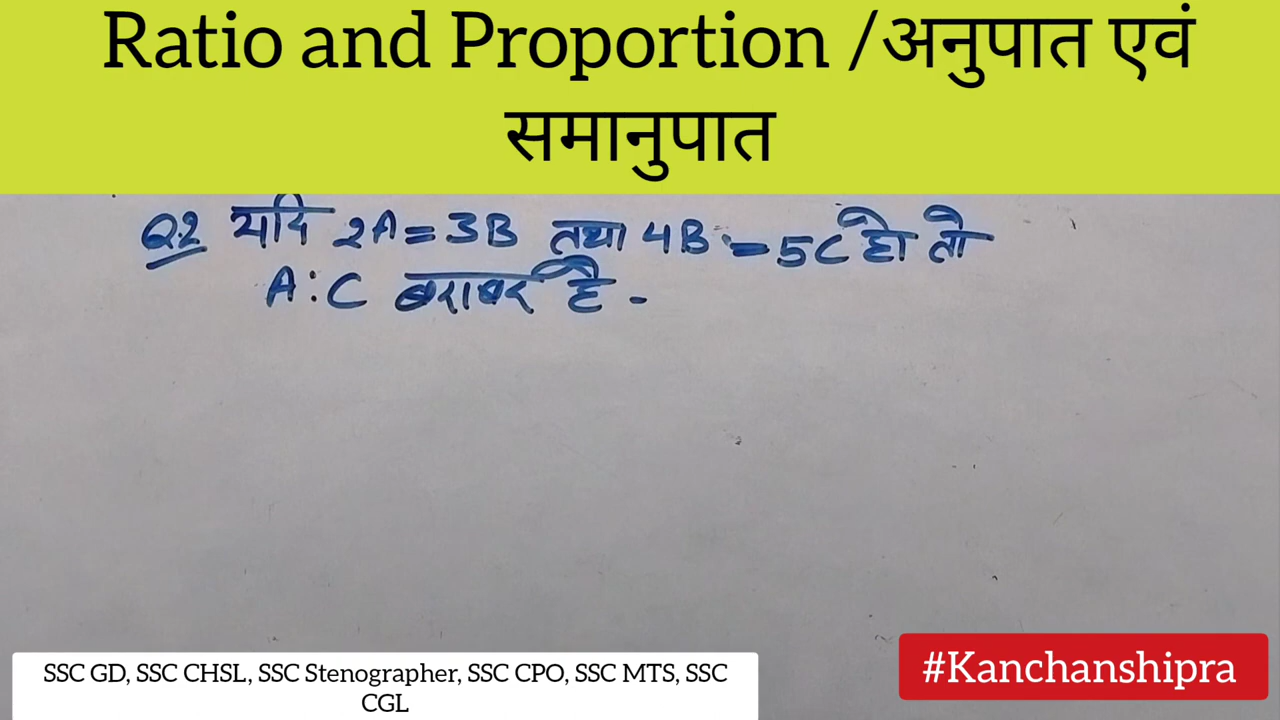 Ratio and Proportion /अनुपात एवं
समानुपात
Q.2 यदि 2A = 3B तथा 4B = 5C हो तो
A : C बराबर है -
SSC GD, SSC CHSL, SSC Stenographer, SSC CPO, SSC MTS, SSC
CGL
#Kanchanshipra